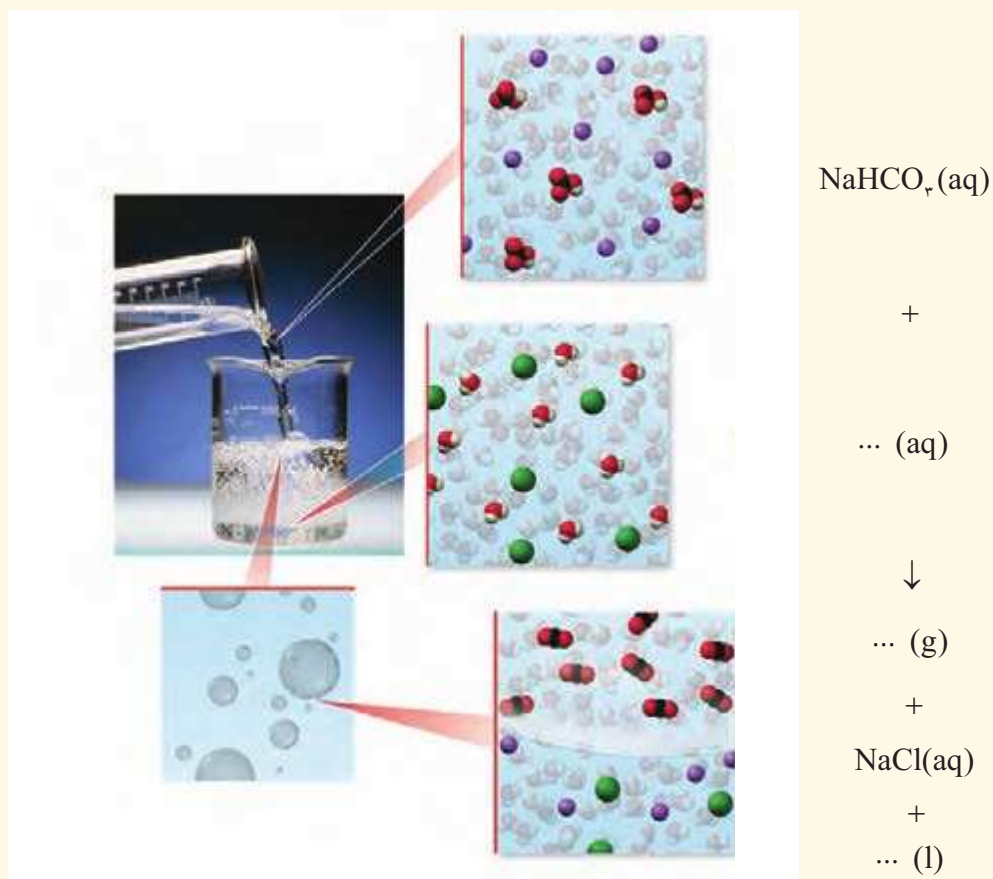 NaHCO۳(aq)
+
... (aq)
↓
... (g)
+
NaCl(aq)
+
... (l)